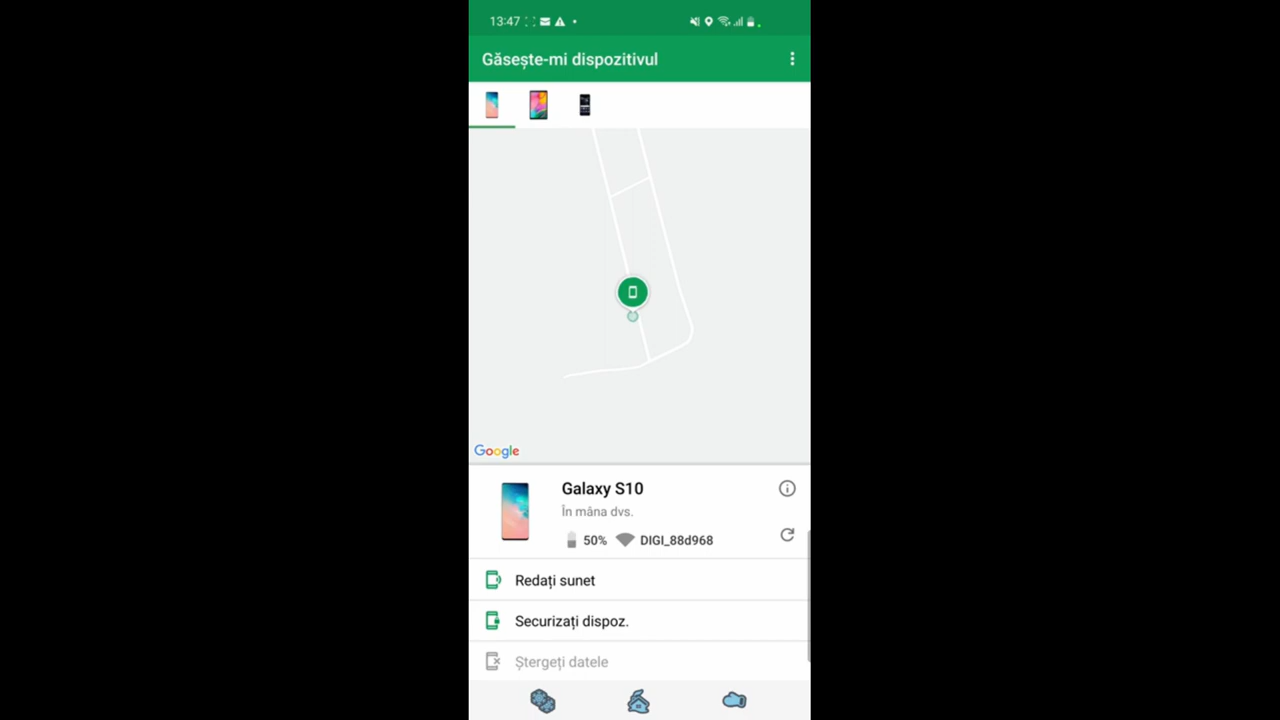 13:47
Găsește-mi dispozitivul
Google
Galaxy S10
În mâna dvs.
50% DIGI_88d968
Redați sunet
Securizați dispoz.
Ștergeți datele